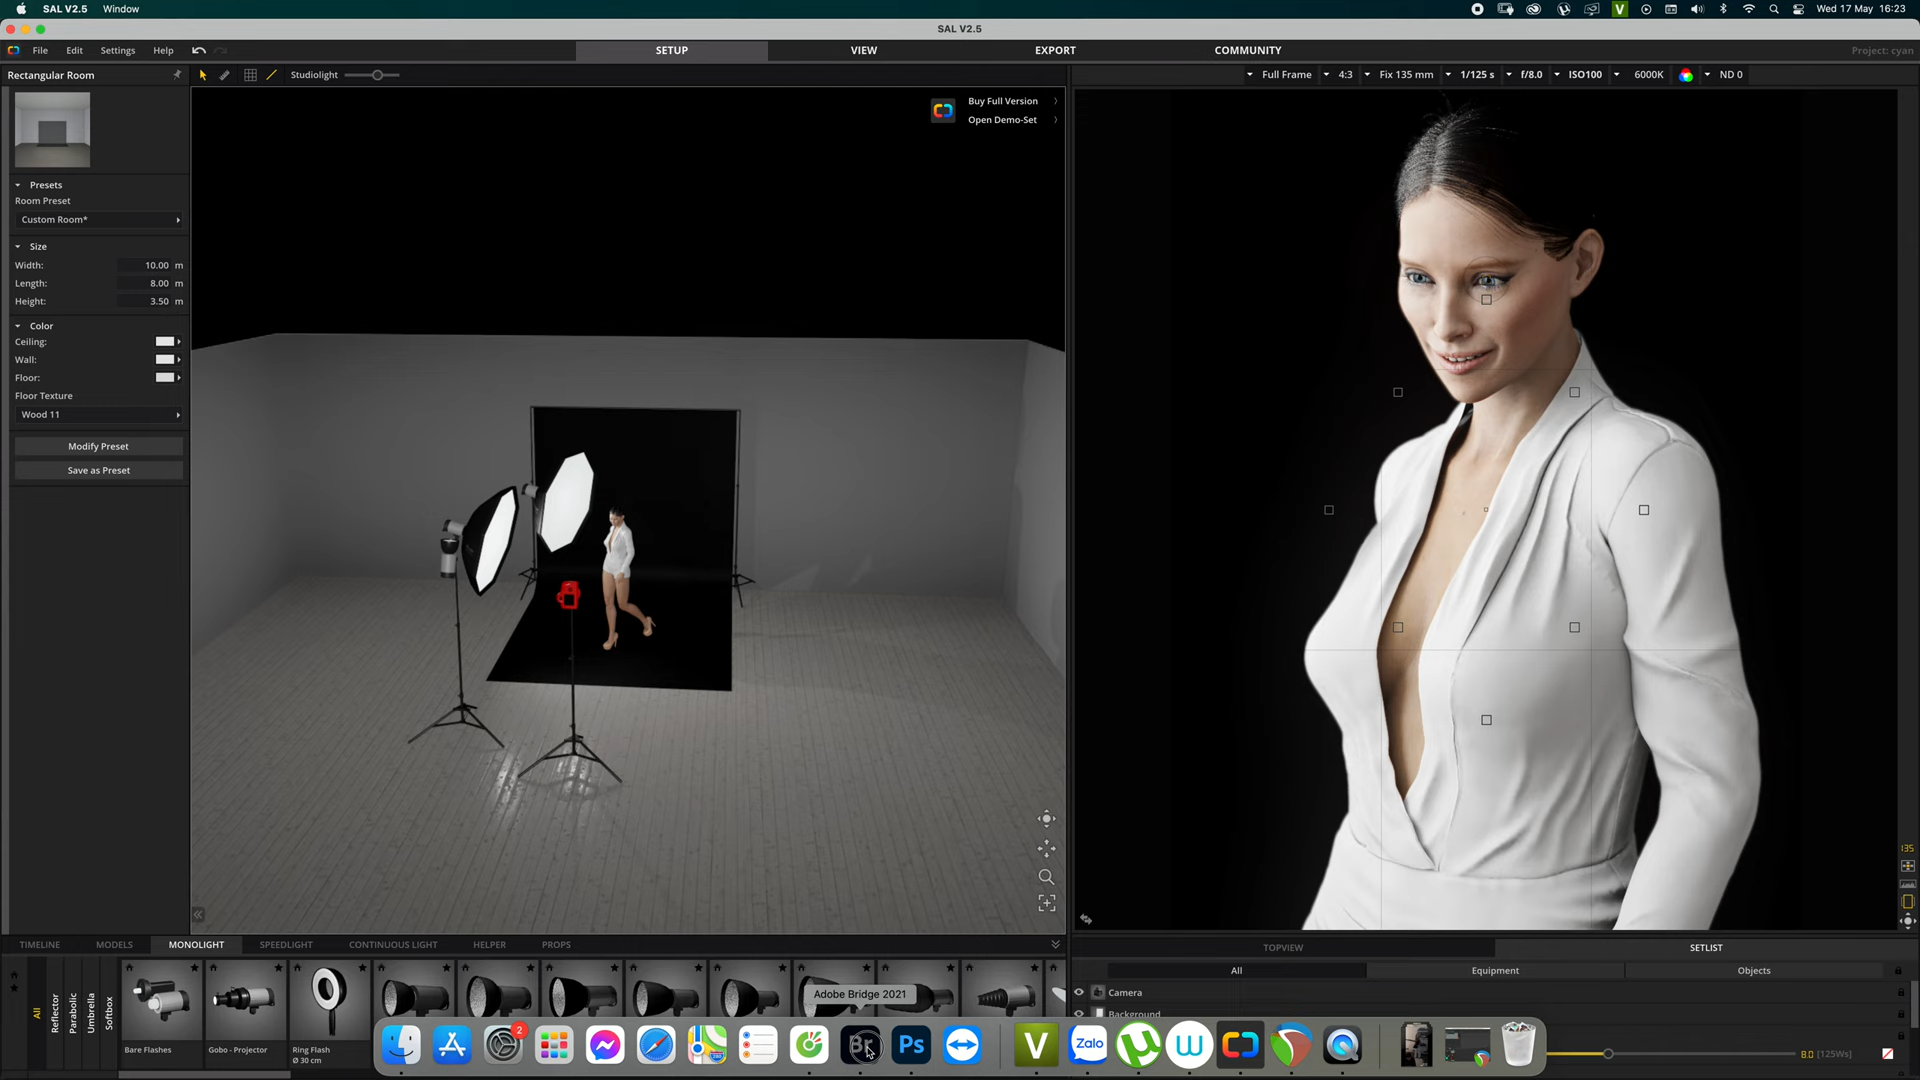 SAL V2.5 Window
Wed 17 May 16:23
SAL V2.5
File Edit Settings Help
SETUP VIEW EXPORT COMMUNITY
Project: cyan
Rectangular Room
Studiolight
Full Frame 4:3 Fix 135 mm 1/125 s f/8.0 ISO100 6000K ND 0
Buy Full Version
Open Demo-Set
Presets
Room Preset
Custom Room*
Size
Width: 10.00 m
Length: 8.00 m
Height: 3.50 m
Color
Ceiling:
Wall:
Floor:
Floor Texture
Wood 11
Modify Preset
Save as Preset
135
TIMELINE MODELS MONOLIGHT SPEEDLIGHT CONTINUOUS LIGHT HELPER PROPS
TOPVIEW SETLIST
All Equipment Objects
Camera
Background
All
Reflector
Parabolic
Umbrella
Softbox
Adobe Bridge 2021
Bare Flashes
Gobo - Projector
Ring Flash
Ø 30 cm
2
Br
Ps
V
Zalo
8.0 (125Ws)